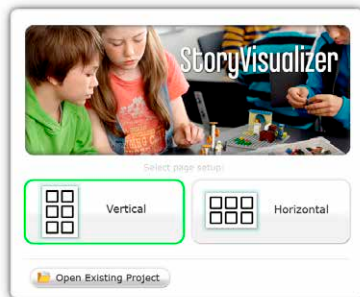 StoryVisualizer
Select page setup:
Vertical
Horizontal
Open Existing Project